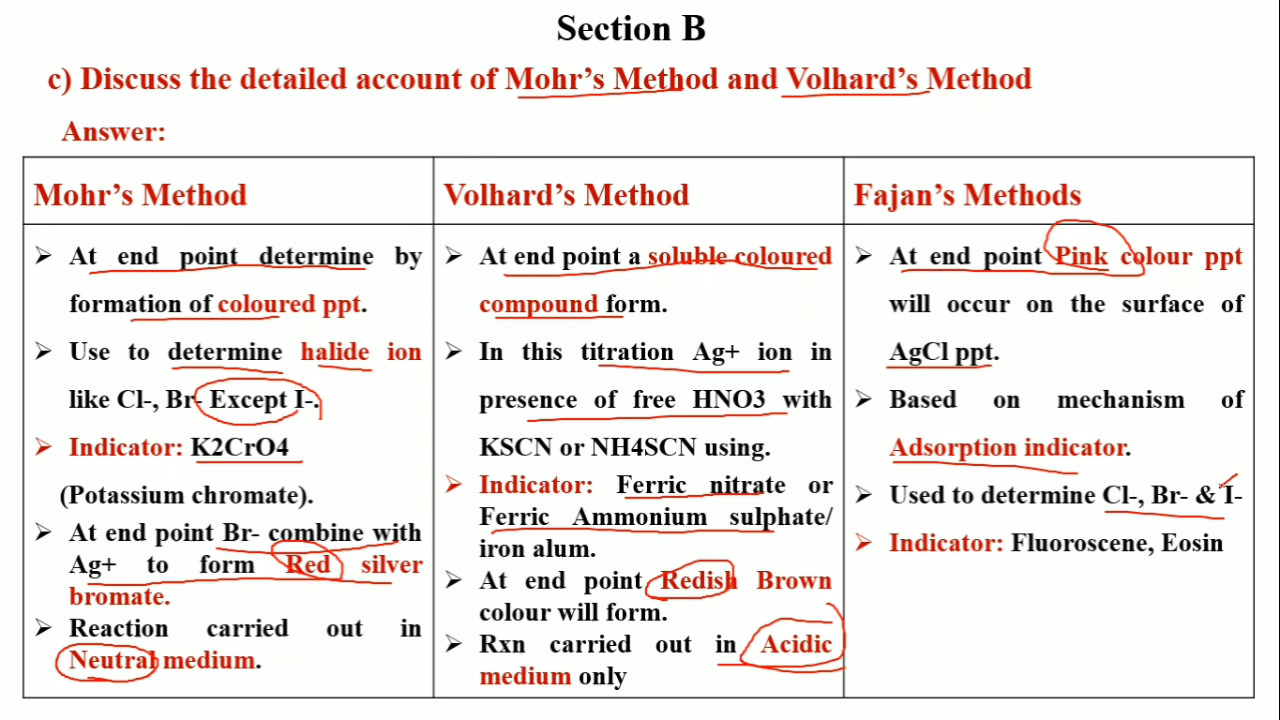 Section B
c) Discuss the detailed account of Mohr's Method and Volhard's Method
Answer:
Mohr's Method
At end point determine by
formation of coloured ppt.
Use to determine halide ion
like Cl-, Br- Except I-.
Indicator: K2CrO4
(Potassium chromate).
At end point Br- combine with
Ag+ to form Red silver
bromate.
Reaction carried out in
Neutral medium.
Volhard's Method
At end point a soluble coloured
compound form.
In this titration Ag+ ion in
presence of free HNO3 with
KSCN or NH4SCN using.
Indicator: Ferric nitrate or
Ferric Ammonium sulphate/
iron alum.
At end point Redish Brown
colour will form.
Rxn carried out in Acidic
medium only
Fajan's Methods
At end point Pink colour ppt
will occur on the surface of
AgCl ppt.
Based on mechanism of
Adsorption indicator.
Used to determine Cl-, Br- & I-
Indicator: Fluoroscene, Eosin